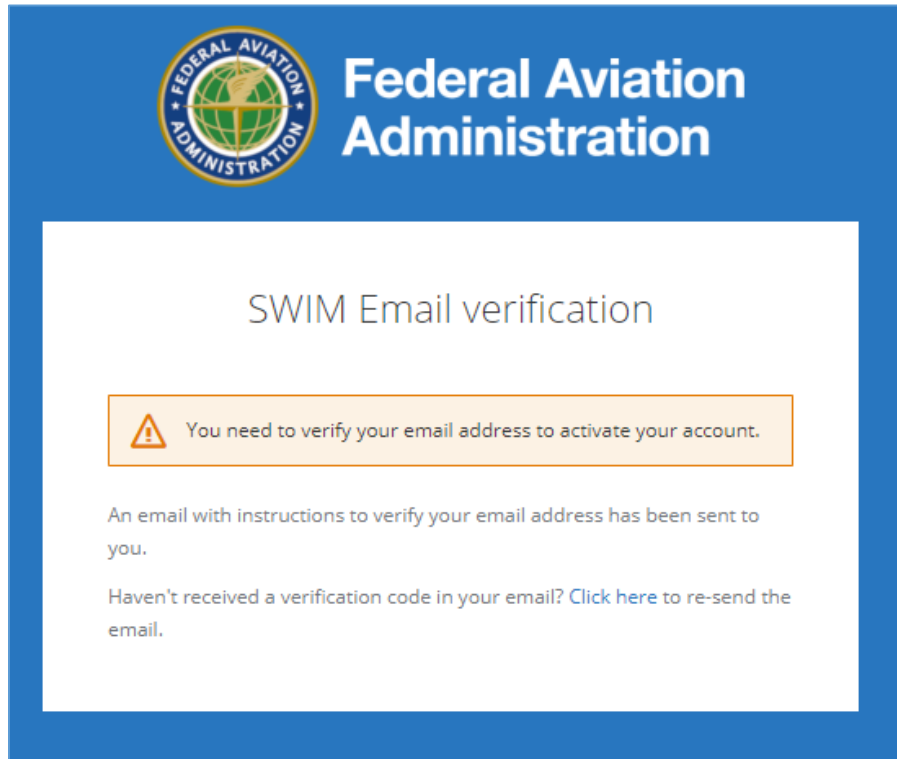 FEDERAL AVIATION
ADMINISTRATION
Federal Aviation
Administration
SWIM Email verification
You need to verify your email address to activate your account.
An email with instructions to verify your email address has been sent to
you.
Haven't received a verification code in your email? Click here to re-send the
email.